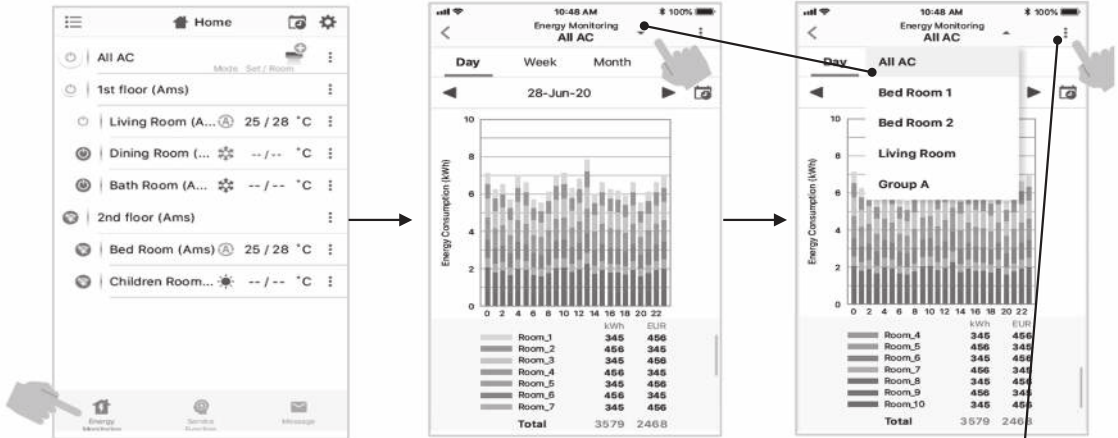 Home
All AC
Mode Set / Room
1st floor (Ams)
Living Room (A... A 25 / 28 °C
Dining Room (... -- / -- °C
Bath Room (A... -- / -- °C
2nd floor (Ams)
Bed Room (Ams) A 25 / 28 °C
Children Room... -- / -- °C
Energy
Monitoring
Service
Function
Message
10:48 AM 100%
Energy Monitoring
All AC
Day Week Month
28-Jun-20
Energy Consumption (kWh)
10
8
6
4
2
0
0 2 4 6 8 10 12 14 16 18 20 22
kWh EUR
Room_1 345 456
Room_2 456 345
Room_3 345 456
Room_4 456 345
Room_5 345 456
Room_6 456 345
Room_7 345 456
Total 3579 2468
10:48 AM 100%
Energy Monitoring
All AC
Day
All AC
Bed Room 1
Bed Room 2
Living Room
Group A
Energy Consumption (kWh)
10
8
6
4
2
0
0 2 4 6 8 10 12 14 16 18 20 22
kWh EUR
Room_4 345 456
Room_5 456 345
Room_6 345 456
Room_7 456 345
Room_8 345 456
Room_9 456 345
Room_10 345 456
Total 3579 2468